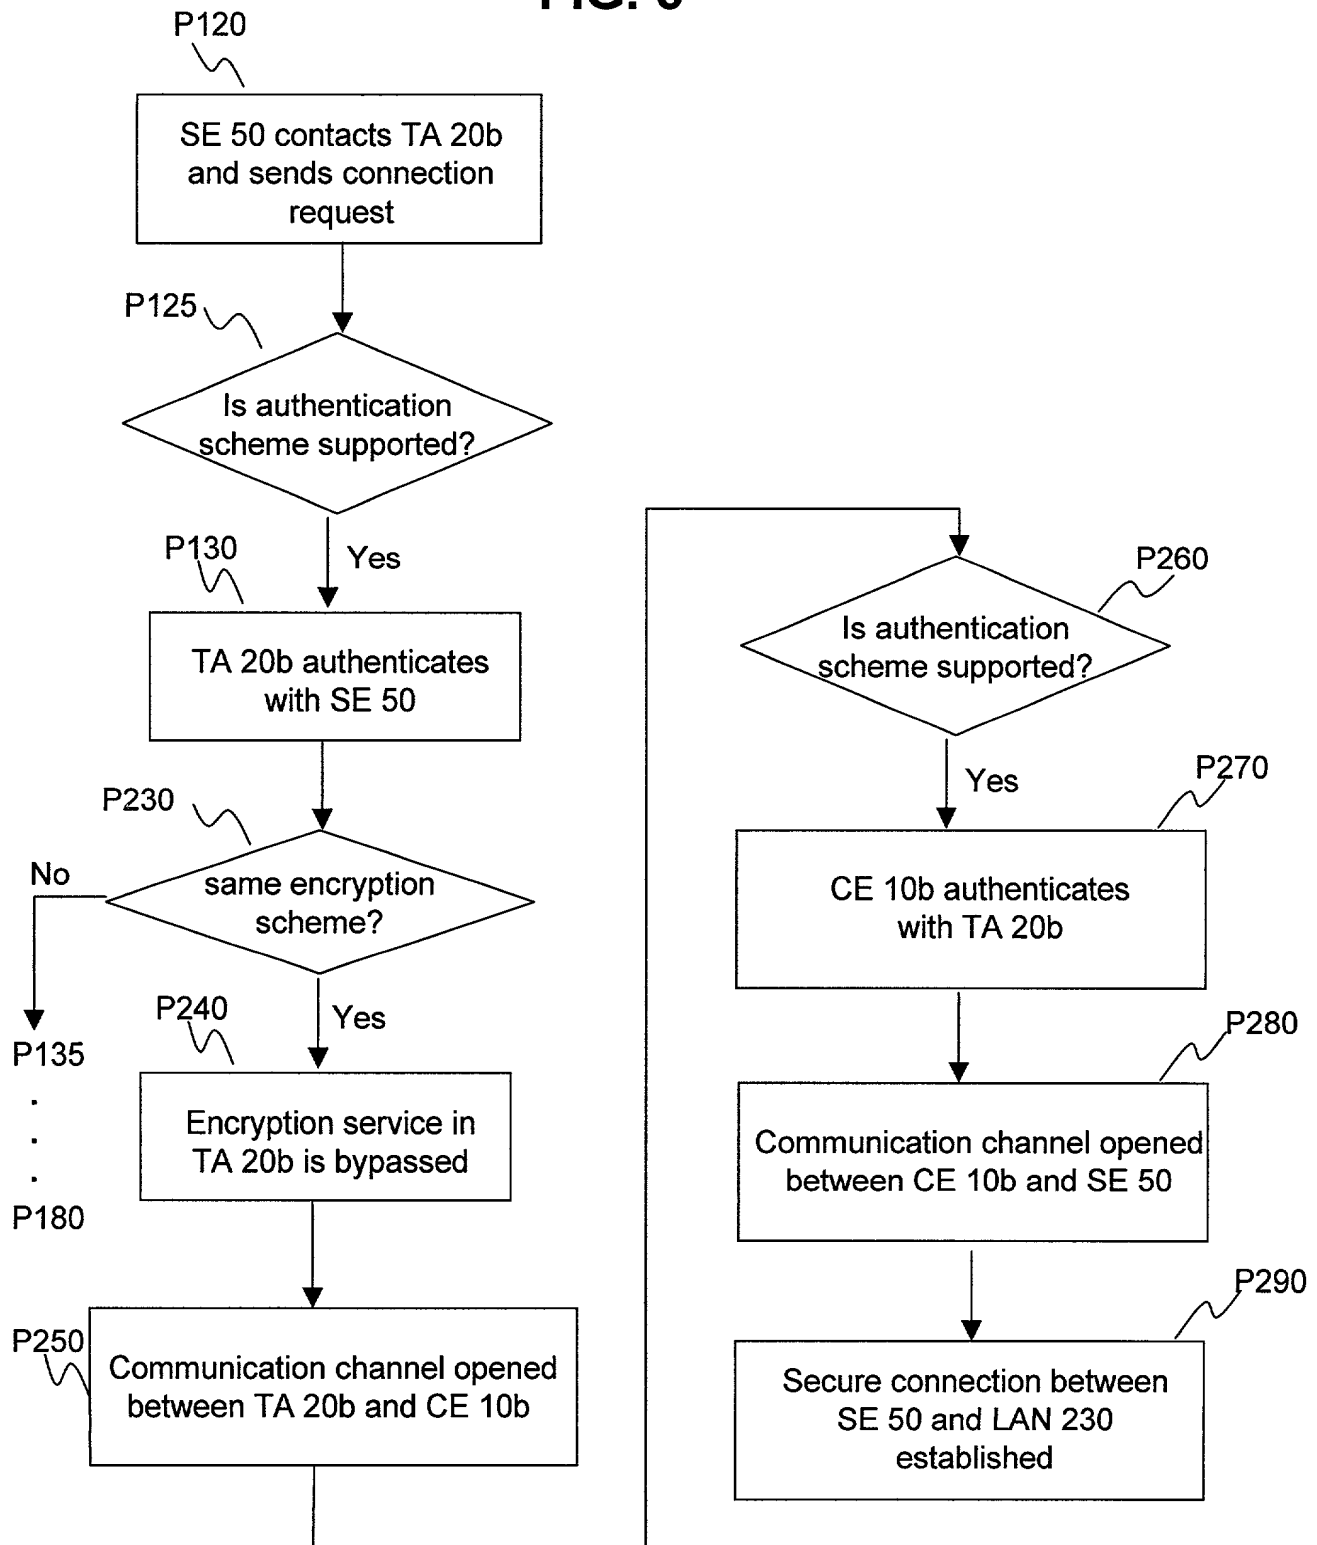 P120
SE 50 contacts TA 20b
and sends connection
request
P125
Is authentication
scheme supported?
Yes
P130
TA 20b authenticates
with SE 50
P230
No
same encryption
scheme?
Yes
P135
.
.
.
P180
P240
Encryption service in
TA 20b is bypassed
P250
Communication channel opened
between TA 20b and CE 10b
P260
Is authentication
scheme supported?
Yes
P270
CE 10b authenticates
with TA 20b
P280
Communication channel opened
between CE 10b and SE 50
P290
Secure connection between
SE 50 and LAN 230
established